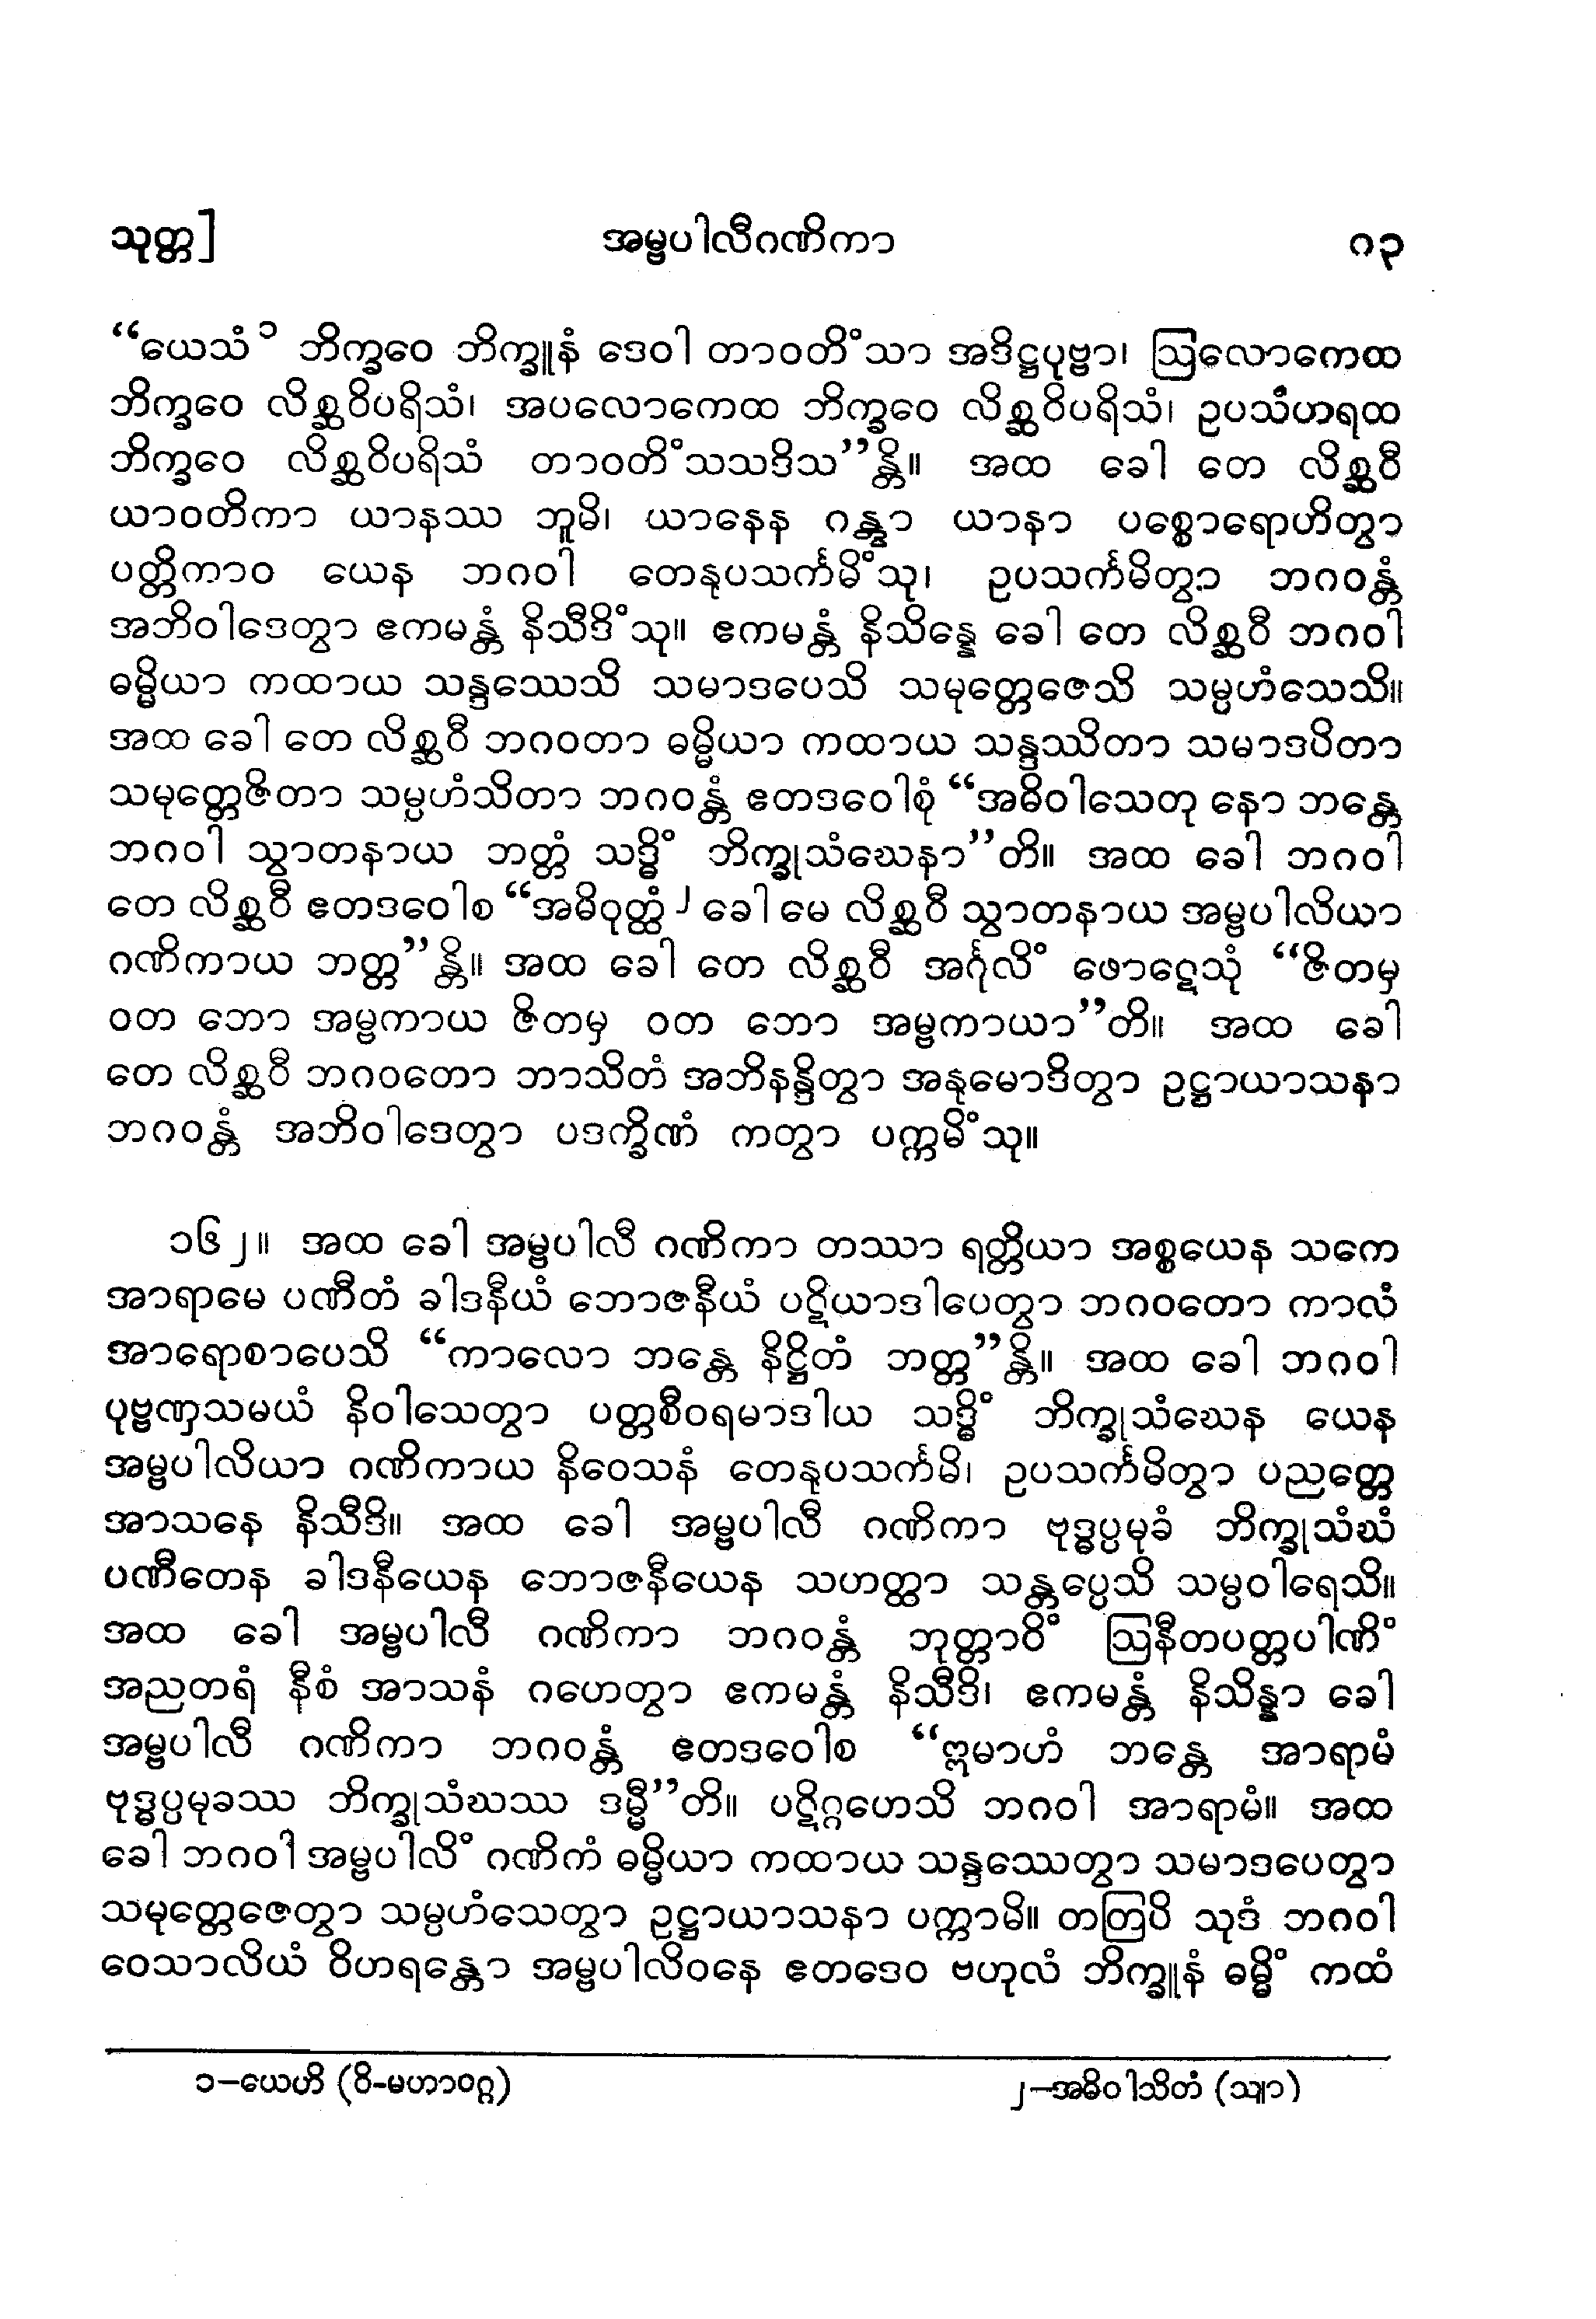 သုတ္တ]
အမ္ဗပါလီဂဏိကာ
၈၃
“ယေသံ၁ ဘိက္ခဝေ ဘိက္ခူနံ ဒေဝါ တာဝတိံသာ အဒိဋ္ဌပုဗ္ဗာ၊ ဩလောကေထ
ဘိက္ခဝေ လိစ္ဆဝိပရိသံ၊ အပလောကေထ ဘိက္ခဝေ လိစ္ဆဝိပရိသံ၊ ဥပသံဟရထ
ဘိက္ခဝေ လိစ္ဆဝိပရိသံ တာဝတိံသသဒိသ”န္တိ။ အထ ခေါ တေ လိစ္ဆဝီ
ယာဝတိကာ ယာနဿ ဘူမိ၊ ယာနေန ဂန္တွာ ယာနာ ပစ္စောရောဟိတွာ
ပတ္တိကာဝ ယေန ဘဂဝါ တေနုပသင်္ကမိံသု၊ ဥပသင်္ကမိတွာ ဘဂဝန္တံ
အဘိဝါဒေတွာ ဧကမန္တံ နိသီဒိံသု။ ဧကမန္တံ နိသိန္နေ ခေါ တေ လိစ္ဆဝီ ဘဂဝါ
ဓမ္မိယာ ကထာယ သန္ဒဿေသိ သမာဒပေသိ သမုတ္တေဇေသိ သမ္ပဟံသေသိ။
အထ ခေါ တေ လိစ္ဆဝီ ဘဂဝတာ ဓမ္မိယာ ကထာယ သန္ဒဿိတာ သမာဒပိတာ
သမုတ္တေဇိတာ သမ္ပဟံသိတာ ဘဂဝန္တံ ဧတဒဝေါစုံ “အဓိဝါသေတု နော ဘန္တေ
ဘဂဝါ သွာတနာယ ဘတ္တံ သဒ္ဓိံ ဘိက္ခုသံဃေနာ”တိ။ အထ ခေါ ဘဂဝါ
တေ လိစ္ဆဝီ ဧတဒဝေါစ “အဓိဝုတ္ထံ၂ ခေါ မေ လိစ္ဆဝီ သွာတနာယ အမ္ဗပါလိယာ
ဂဏိကာယ ဘတ္တ”န္တိ။ အထ ခေါ တေ လိစ္ဆဝီ အင်္ဂုလိံ ဖောဋေသုံ “ဇိတမှ
ဝတ ဘော အမ္ဗကာယ ဇိတမှ ဝတ ဘော အမ္ဗကာယာ”တိ။ အထ ခေါ
တေ လိစ္ဆဝီ ဘဂဝတော ဘာသိတံ အဘိနန္ဒိတွာ အနုမောဒိတွာ ဥဋ္ဌာယာသနာ
ဘဂဝန္တံ အဘိဝါဒေတွာ ပဒက္ခိဏံ ကတွာ ပက္ကမိံသု။
၁၆၂။ အထ ခေါ အမ္ဗပါလီ ဂဏိကာ တဿာ ရတ္တိယာ အစ္စယေန သကေ
အာရာမေ ပဏီတံ ခါဒနီယံ ဘောဇနီယံ ပဋိယာဒါပေတွာ ဘဂဝတော ကာလံ
အာရောစာပေသိ “ကာလော ဘန္တေ နိဋ္ဌိတံ ဘတ္တ”န္တိ။ အထ ခေါ ဘဂဝါ
ပုဗ္ဗဏှသမယံ နိဝါသေတွာ ပတ္တစီဝရမာဒါယ သဒ္ဓိံ ဘိက္ခုသံဃေန ယေန
အမ္ဗပါလိယာ ဂဏိကာယ နိဝေသနံ တေနုပသင်္ကမိ၊ ဥပသင်္ကမိတွာ ပညတ္တေ
အာသနေ နိသီဒိ။ အထ ခေါ အမ္ဗပါလီ ဂဏိကာ ဗုဒ္ဓပ္ပမုခံ ဘိက္ခုသံဃံ
ပဏီတေန ခါဒနီယေန ဘောဇနီယေန သဟတ္ထာ သန္တပ္ပေသိ သမ္ပဝါရေသိ။
အထ ခေါ အမ္ဗပါလီ ဂဏိကာ ဘဂဝန္တံ ဘုတ္တာဝိံ ဩနီတပတ္တပါဏိံ
အညတရံ နီစံ အာသနံ ဂဟေတွာ ဧကမန္တံ နိသီဒိ၊ ဧကမန္တံ နိသိန္နာ ခေါ
အမ္ဗပါလီ ဂဏိကာ ဘဂဝန္တံ ဧတဒဝေါစ “ဣမာဟံ ဘန္တေ အာရာမံ
ဗုဒ္ဓပ္ပမုခဿ ဘိက္ခုသံဃဿ ဒမ္မီ”တိ။ ပဋိဂ္ဂဟေသိ ဘဂဝါ အာရာမံ။ အထ
ခေါ ဘဂဝါ အမ္ဗပါလိံ ဂဏိကံ ဓမ္မိယာ ကထာယ သန္ဒဿေတွာ သမာဒပေတွာ
သမုတ္တေဇေတွာ သမ္ပဟံသေတွာ ဥဋ္ဌာယာသနာ ပက္ကာမိ။ တတြပိ သုဒံ ဘဂဝါ
ဝေသာလိယံ ဝိဟရန္တော အမ္ဗပါလိဝနေ ဧတဒေဝ ဗဟုလံ ဘိက္ခူနံ ဓမ္မိံ ကထံ
၁–ယေဟိ (ဝိ-မဟာဝဂ္ဂ)
၂–အဓိဝါသိတံ (သျာ)